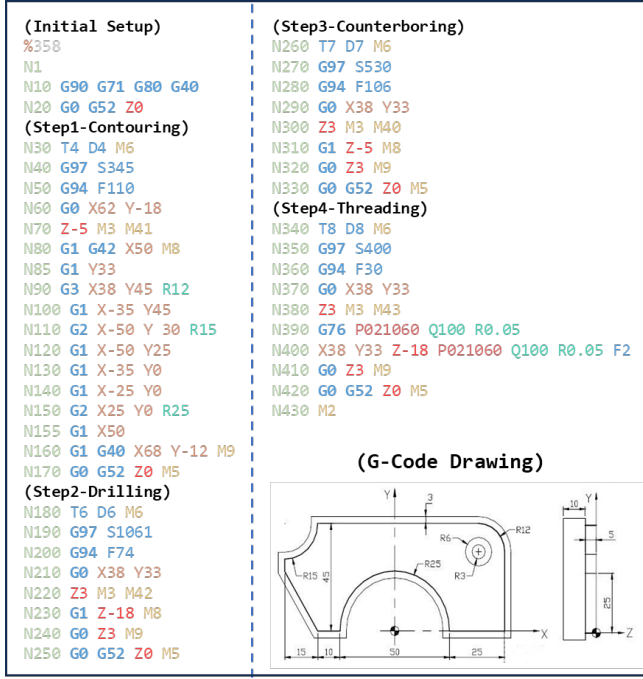 (Initial Setup)
%358
N1
N10 G90 G71 G80 G40
N20 G0 G52 Z0
(Step1-Contouring)
N30 T4 D4 M6
N40 G97 S345
N50 G94 F110
N60 G0 X62 Y-18
N70 Z-5 M3 M41
N80 G1 G42 X50 M8
N85 G1 Y33
N90 G3 X38 Y45 R12
N100 G1 X-35 Y45
N110 G2 X-50 Y 30 R15
N120 G1 X-50 Y25
N130 G1 X-35 Y0
N140 G1 X-25 Y0
N150 G2 X25 Y0 R25
N155 G1 X50
N160 G1 G40 X68 Y-12 M9
N170 G0 G52 Z0 M5
(Step2-Drilling)
N180 T6 D6 M6
N190 G97 S1061
N200 G94 F74
N210 G0 X38 Y33
N220 Z3 M3 M42
N230 G1 Z-18 M8
N240 G0 Z3 M9
N250 G0 G52 Z0 M5
(Step3-Counterboring)
N260 T7 D7 M6
N270 G97 S530
N280 G94 F106
N290 G0 X38 Y33
N300 Z3 M3 M40
N310 G1 Z-5 M8
N320 G0 Z3 M9
N330 G0 G52 Z0 M5
(Step4-Threading)
N340 T8 D8 M6
N350 G97 S400
N360 G94 F30
N370 G0 X38 Y33
N380 Z3 M3 M43
N390 G76 P021060 Q100 R0.05
N400 X38 Y33 Z-18 P021060 Q100 R0.05 F2
N410 G0 Z3 M9
N420 G0 G52 Z0 M5
N430 M2
(G-Code Drawing)
Y
3
R12
R6
R3
R25
R15
45
X
15
10
50
25
10
Y
5
25
Z